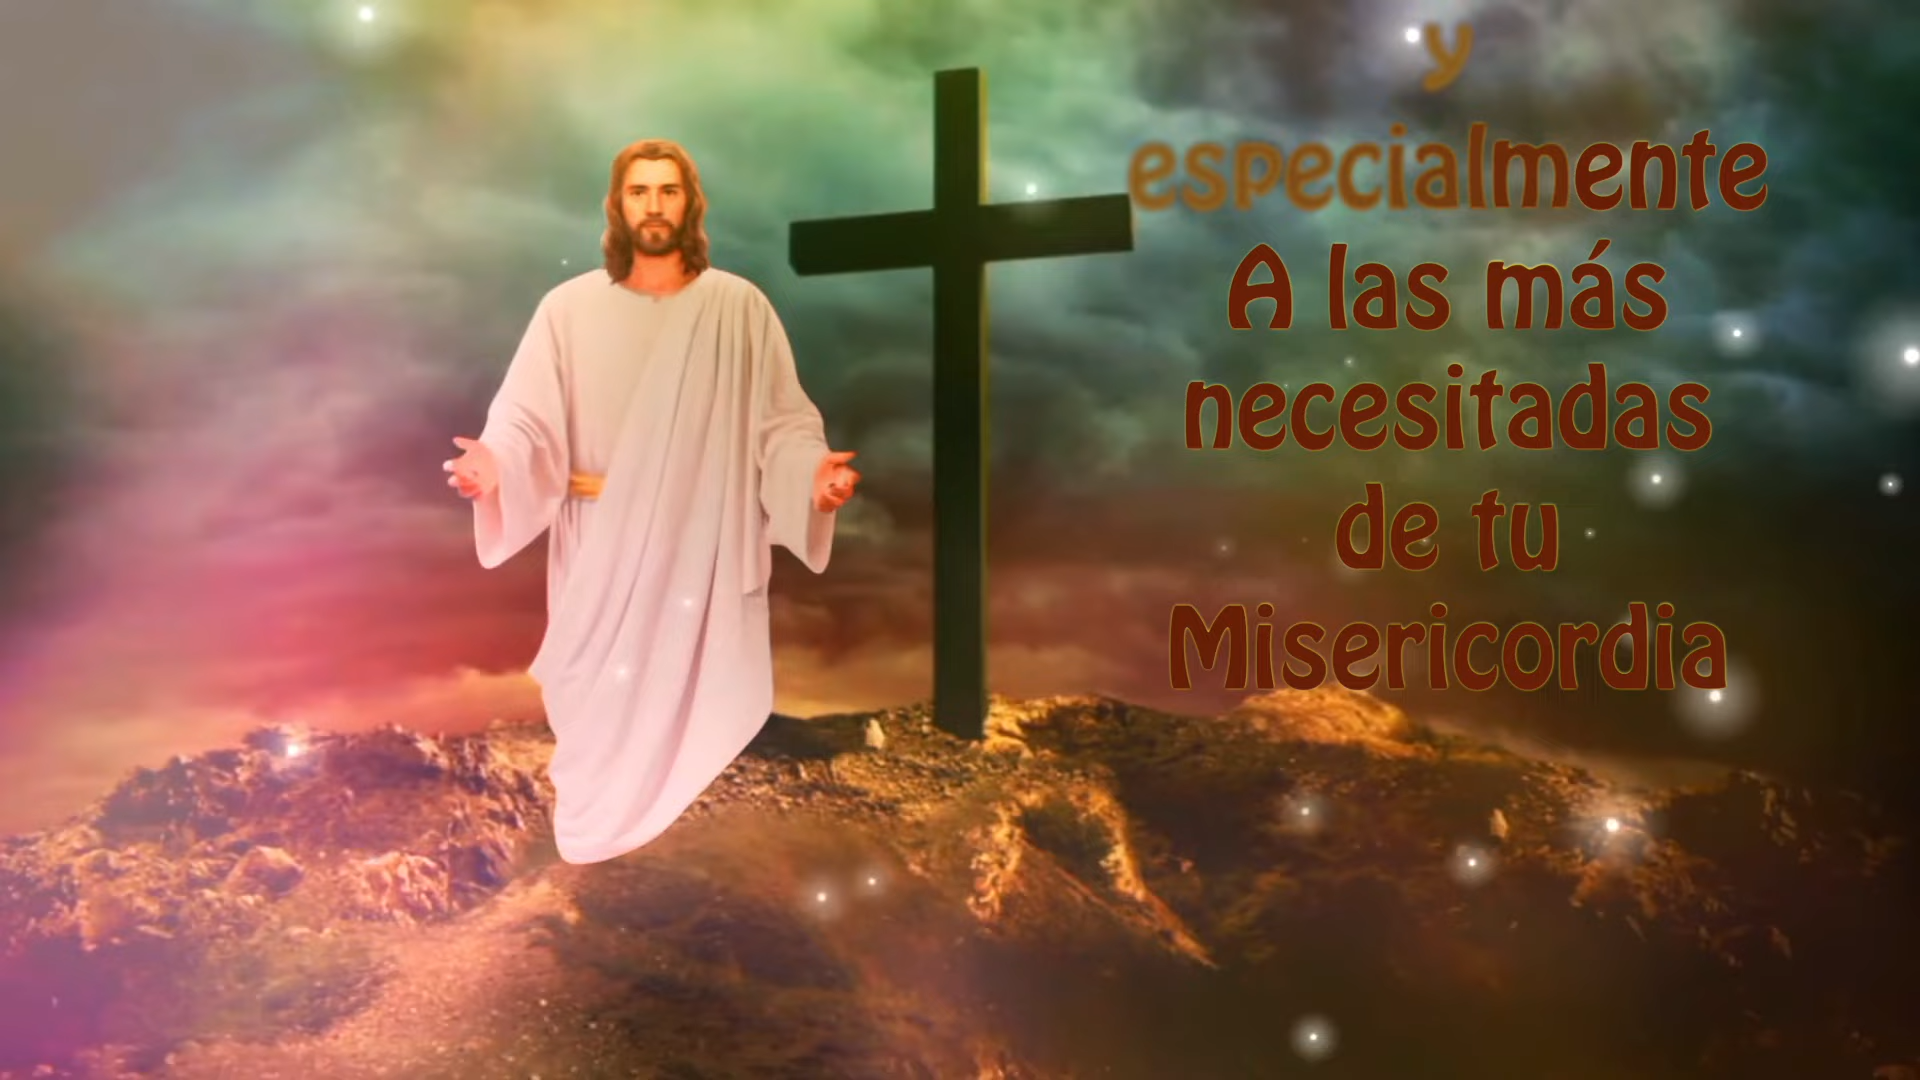 y
especialmente
A las más
necesitadas
de tu
Misericordia